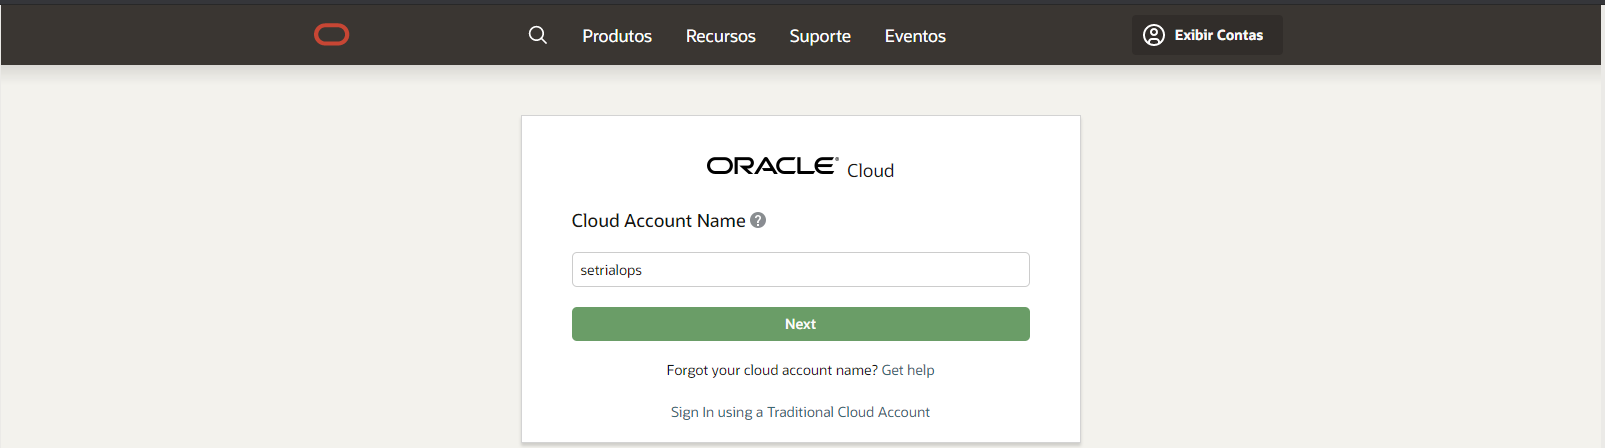 Produtos Recursos Suporte Eventos Exibir Contas
ORACLE® Cloud
Cloud Account Name ?
setrialops
Next
Forgot your cloud account name? Get help
Sign In using a Traditional Cloud Account